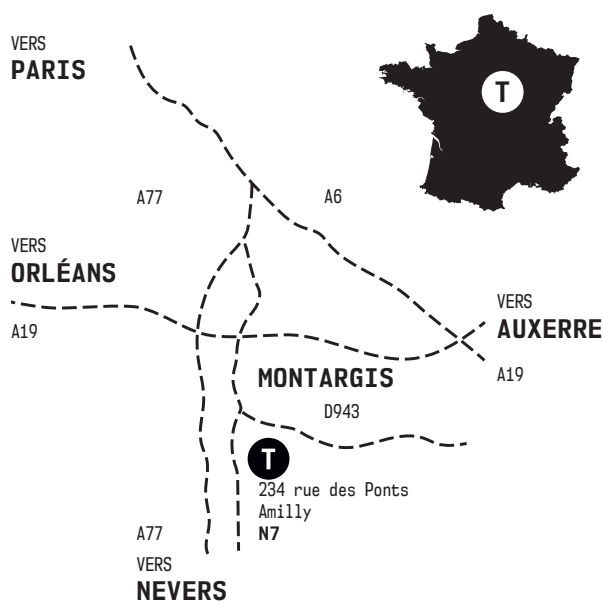 VERS
PARIS
T
A77
A6
VERS
ORLÉANS
A19
VERS
AUXERRE
A19
MONTARGIS
D943
T
234 rue des Ponts
Amilly
N7
A77
VERS
NEVERS